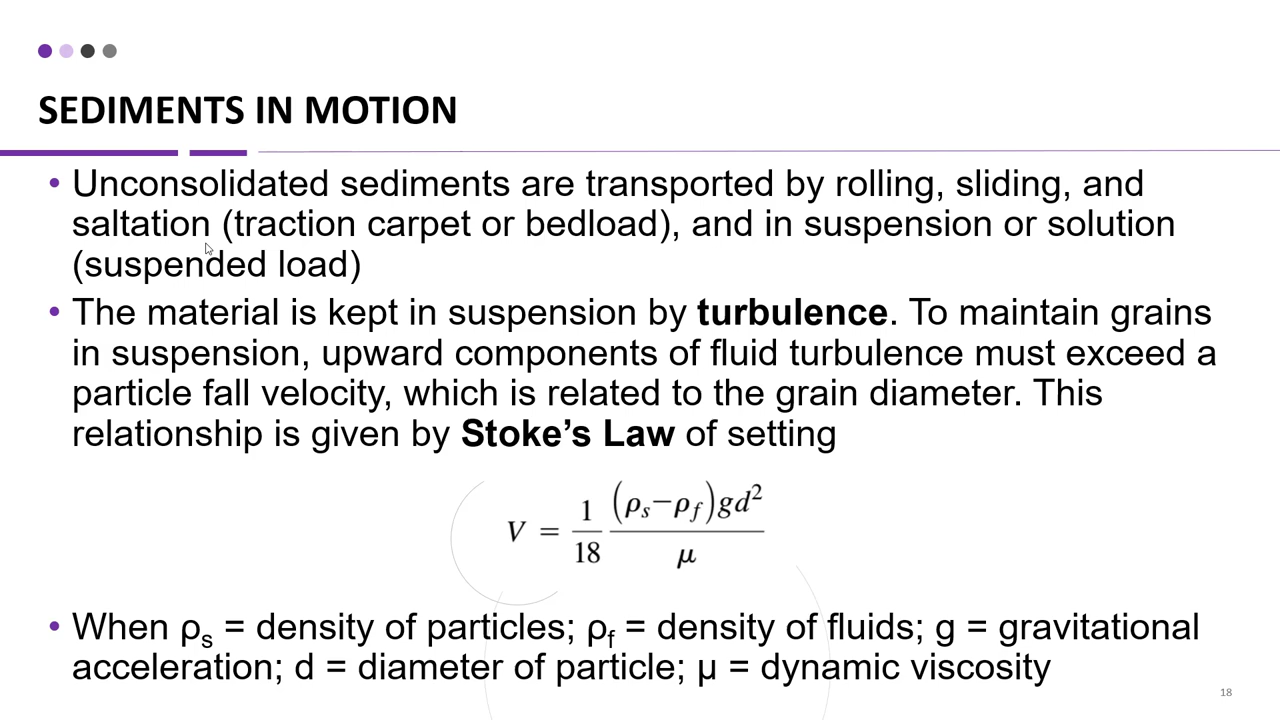 SEDIMENTS IN MOTION
• Unconsolidated sediments are transported by rolling, sliding, and
saltation (traction carpet or bedload), and in suspension or solution
(suspended load)
• The material is kept in suspension by turbulence. To maintain grains
in suspension, upward components of fluid turbulence must exceed a
particle fall velocity, which is related to the grain diameter. This
relationship is given by Stoke’s Law of setting
V = 1/18 (ρₛ−ρ_f)gd²/μ
• When ρₛ = density of particles; ρ_f = density of fluids; g = gravitational
acceleration; d = diameter of particle; μ = dynamic viscosity
18